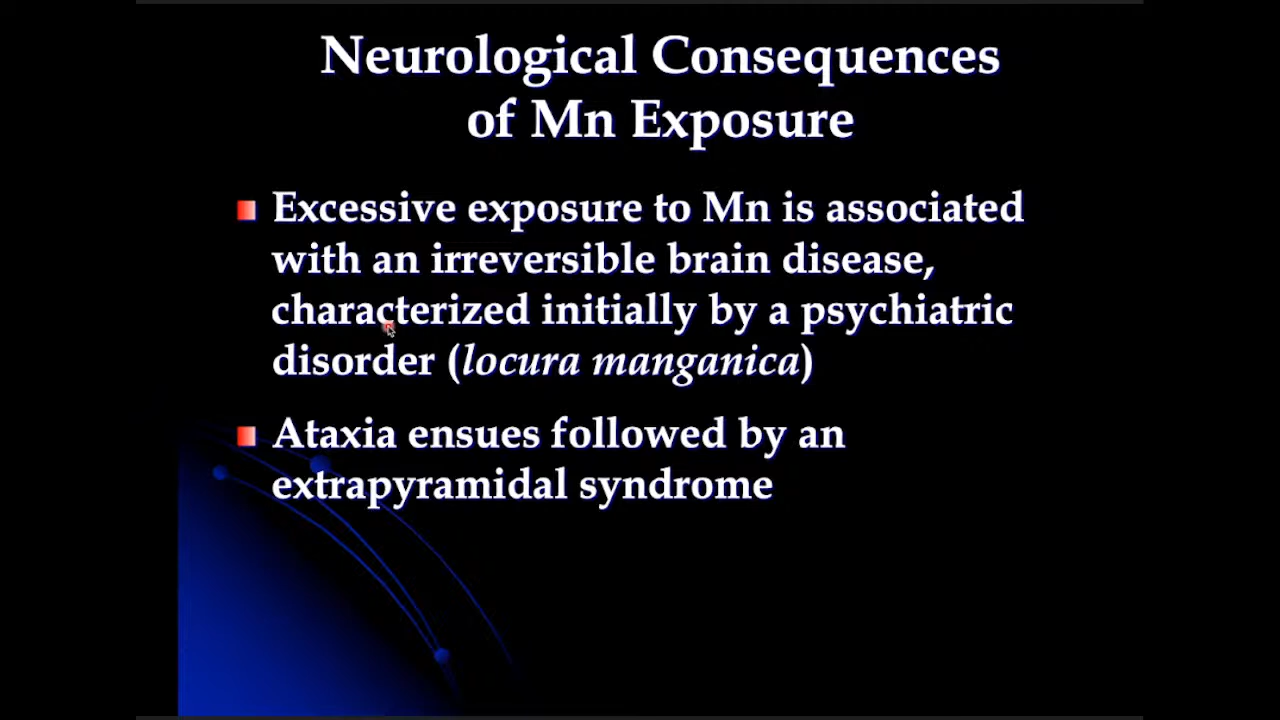 Neurological Consequences
of Mn Exposure
Excessive exposure to Mn is associated
with an irreversible brain disease,
characterized initially by a psychiatric
disorder (locura manganica)
Ataxia ensues followed by an
extrapyramidal syndrome